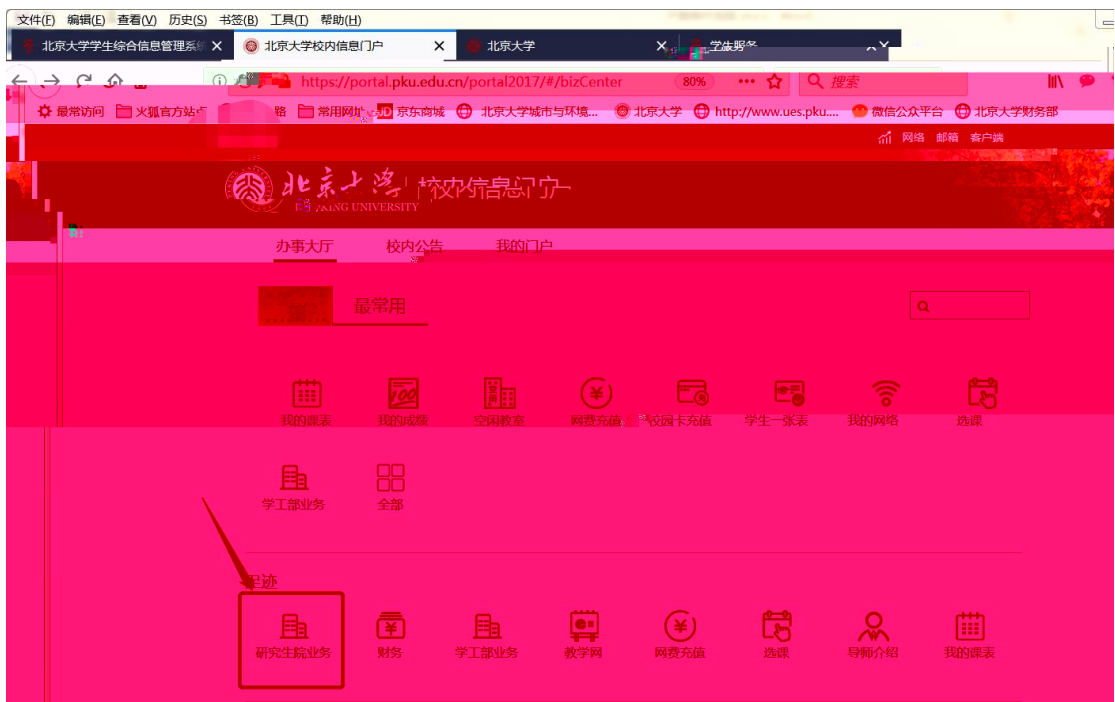 文件(F) 编辑(E) 查看(V) 历史(S) 书签(B) 工具(T) 帮助(H)
北京大学学生综合信息管理系统 × 北京大学校内信息门户 × 北京大学 × ×
https://portal.pku.edu.cn/portal2017/#/bizCenter 80% 搜索
最常访问 火狐官方站点 常用网址 JD 京东商城 北京大学城市与环境... 北京大学 http://www.ues.pku.... 微信公众平台 北京大学财务部
网络 邮箱 客户端
北京大学 校内信息门户
UNIVERSITY
办事大厅 校内公告 我的门户
最常用
我的课表 我的成绩 空闲教室 网费充值 校园卡充值 学生一张表 我的网络 选课
学工部业务 全部
足迹
研究生院业务 财务 学工部业务 教学网 网费充值 选课 导师介绍 我的课表